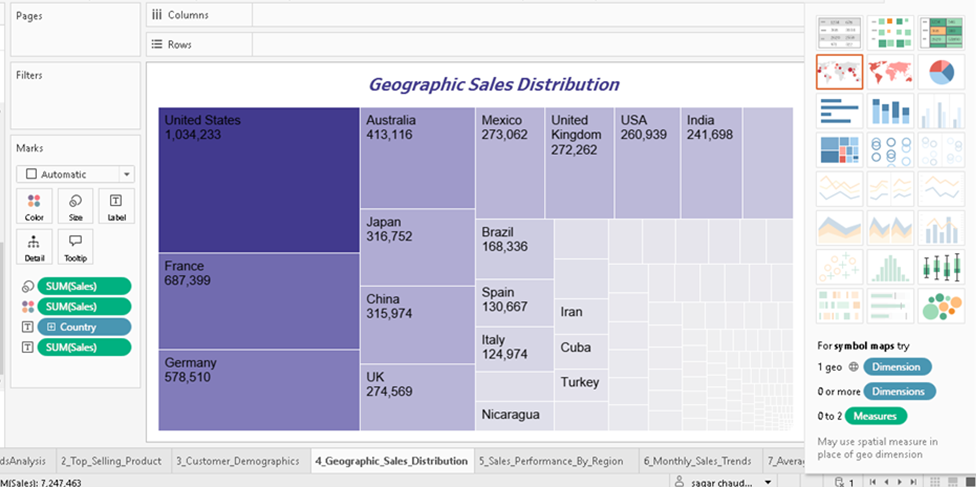 Pages
Columns
Rows
Filters
Marks
Automatic
Color
Size
Label
Detail
Tooltip
SUM(Sales)
SUM(Sales)
Country
SUM(Sales)
Geographic Sales Distribution
United States
1,034,233
France
687,399
Germany
578,510
Australia
413,116
Japan
316,752
China
315,974
UK
274,569
Mexico
273,062
United
Kingdom
272,262
USA
260,939
India
241,698
Brazil
168,336
Spain
130,667
Italy
124,974
Nicaragua
Iran
Cuba
Turkey
For symbol maps try
1 geo Dimension
0 or more Dimensions
0 to 2 Measures
May use spatial measure in
place of geo dimension
dsAnalysis
2_Top_Selling_Product
3_Customer_Demographics
4_Geographic_Sales_Distribution
5_Sales_Performance_By_Region
6_Monthly_Sales_Trends
7_Avera
M(Sales): 7,247,463
sagar chaud...
1